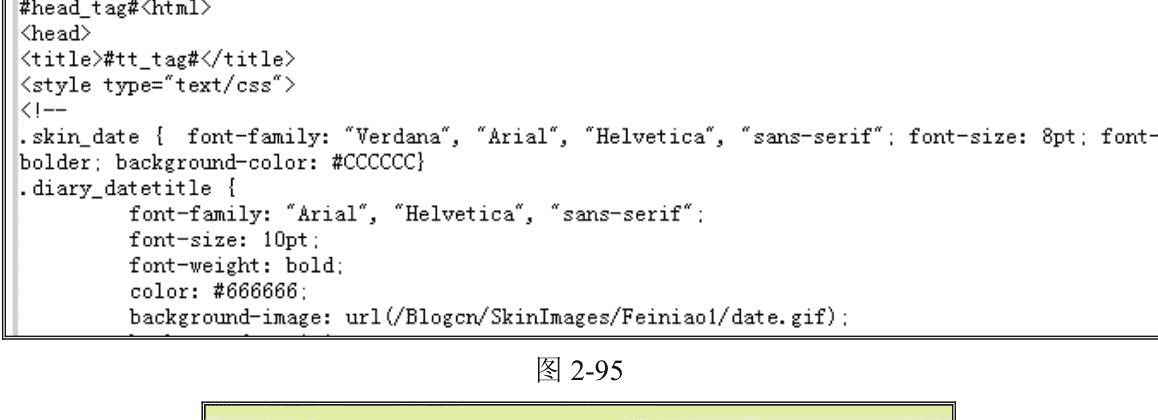 #head_tag#<html>
<head>
<title>#tt_tag#</title>
<style type="text/css">
<!--
.skin_date {  font-family: "Verdana", "Arial", "Helvetica", "sans-serif"; font-size: 8pt; font-
bolder; background-color: #CCCCCC}
.diary_datetitle {
font-family: "Arial", "Helvetica", "sans-serif";
font-size: 10pt;
font-weight: bold;
color: #666666;
background-image: url(/Blogcn/SkinImages/Feiniao1/date.gif);
图 2-95